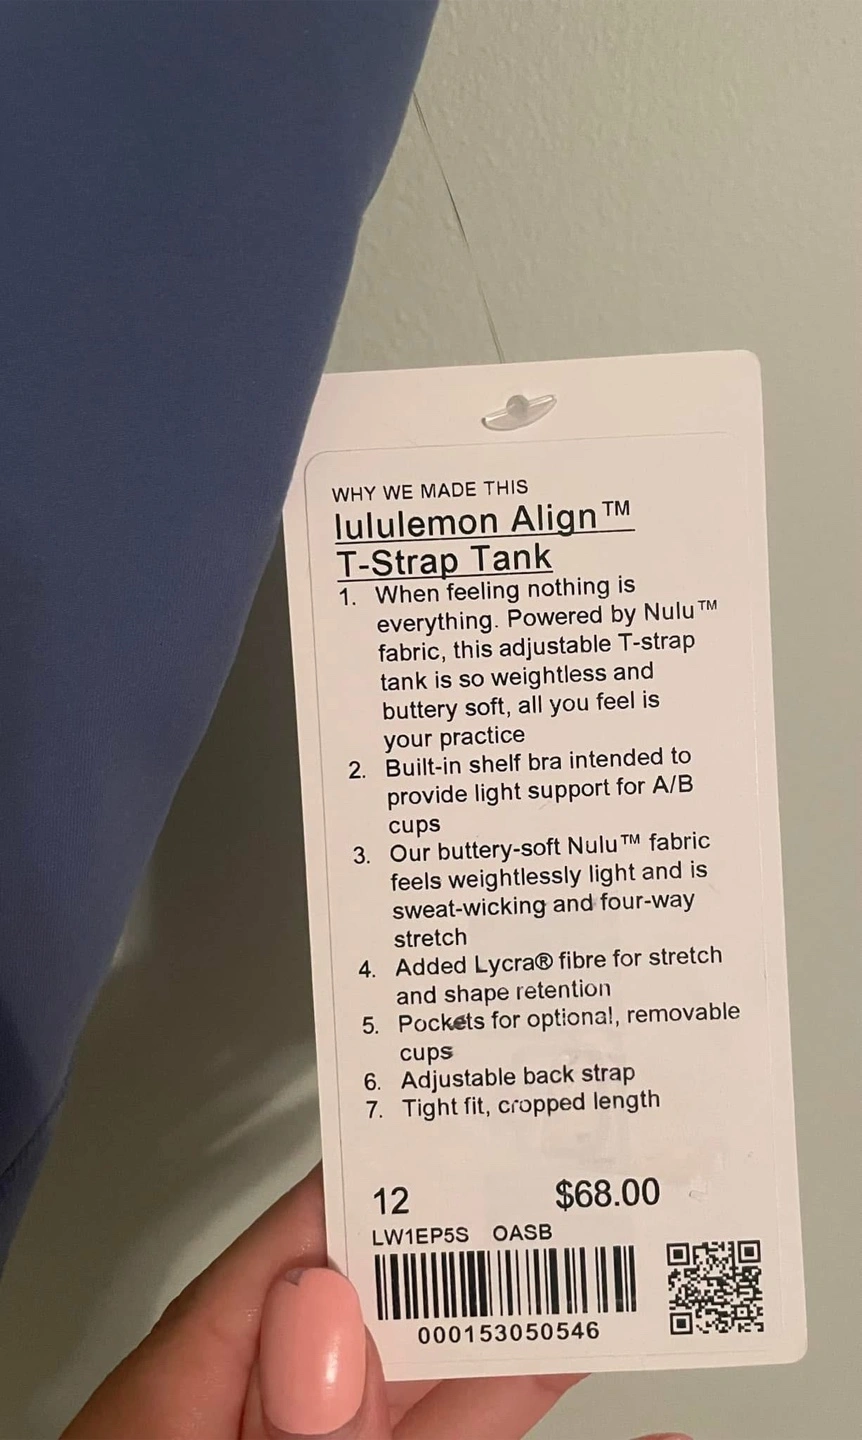 WHY WE MADE THIS
lululemon Align™
T-Strap Tank
1. When feeling nothing is
everything. Powered by Nulu™
fabric, this adjustable T-strap
tank is so weightless and
buttery soft, all you feel is
your practice
2. Built-in shelf bra intended to
provide light support for A/B
cups
3. Our buttery-soft Nulu™ fabric
feels weightlessly light and is
sweat-wicking and four-way
stretch
4. Added Lycra® fibre for stretch
and shape retention
5. Pockets for optional, removable
cups
6. Adjustable back strap
7. Tight fit, cropped length
12 $68.00
LW1EP5S OASB
000153050546